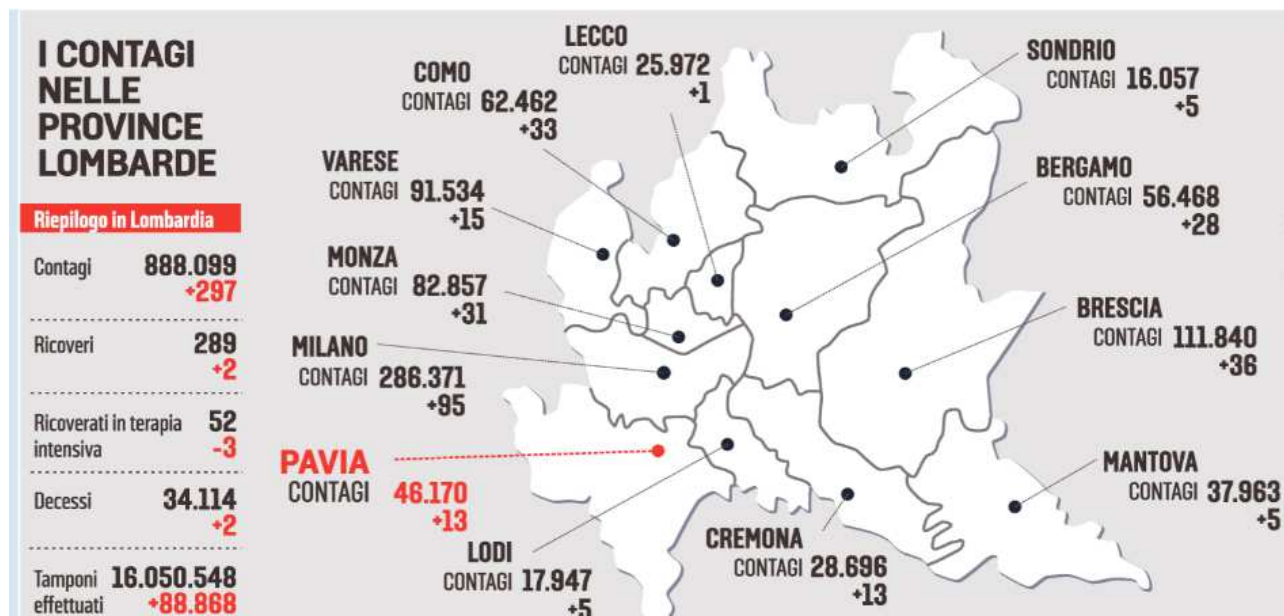 I CONTAGI
NELLE
PROVINCE
LOMBARDE
Riepilogo in Lombardia
Contagi 888.099
+297
Ricoveri 289
+2
Ricoverati in terapia 52
intensiva -3
Decessi 34.114
+2
Tamponi 16.050.548
effettuati +88.868
LECCO
CONTAGI 25.972
+1
SONDRIO
CONTAGI 16.057
+5
COMO
CONTAGI 62.462
+33
VARESE
CONTAGI 91.534
+15
BERGAMO
CONTAGI 56.468
+28
MONZA
CONTAGI 82.857
+31
BRESCIA
CONTAGI 111.840
+36
MILANO
CONTAGI 286.371
+95
PAVIA
CONTAGI 46.170
+13
MANTOVA
CONTAGI 37.963
+5
LODI
CONTAGI 17.947
+5
CREMONA
CONTAGI 28.696
+13